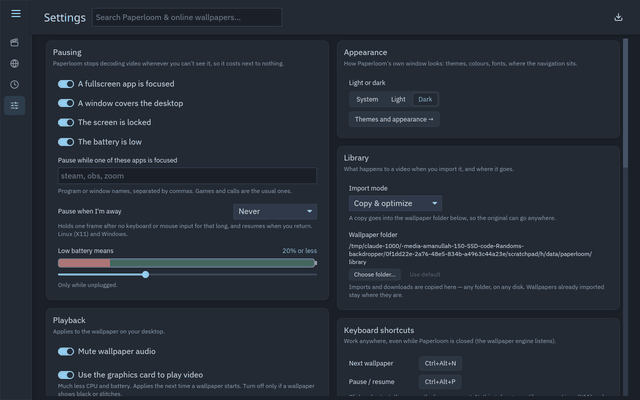 Settings
Search Paperloom & online wallpapers...
Pausing
Paperloom stops decoding video whenever you can't see it, so it costs next to nothing.
A fullscreen app is focused
A window covers the desktop
The screen is locked
The battery is low
Pause while one of these apps is focused
steam, obs, zoom
Program or window names, separated by commas. Games and calls are the usual ones.
Pause when I'm away
Never
Holds one frame after no keyboard or mouse input for that long, and resumes when you return.
Linux (X11) and Windows.
Low battery means
20% or less
Only while unplugged.
Playback
Applies to the wallpaper on your desktop.
Mute wallpaper audio
Use the graphics card to play video
Much less CPU and battery. Applies the next time a wallpaper starts. Turn off only if a wallpaper
shows black or glitches.
Appearance
How Paperloom's own window looks: themes, colours, fonts, where the navigation sits.
Light or dark
System
Light
Dark
Themes and appearance →
Library
What happens to a video when you import it, and where it goes.
Import mode
Copy & optimize
A copy goes into the wallpaper folder below, so the original can go anywhere.
Wallpaper folder
/tmp/claude-1000/-media-amanullah-150-SSD-code-Randoms-
backdropper/0f1dd22e-2a76-48e5-834b-a4963c44a23e/scratchpad/h/data/paperloom/
library
Choose folder...
Use default
Imports and downloads are copied here — any folder, on any disk. Wallpapers already imported
stay where they are.
Keyboard shortcuts
Work anywhere, even while Paperloom is closed (the wallpaper engine listens).
Next wallpaper
Ctrl+Alt+N
Pause / resume
Ctrl+Alt+P